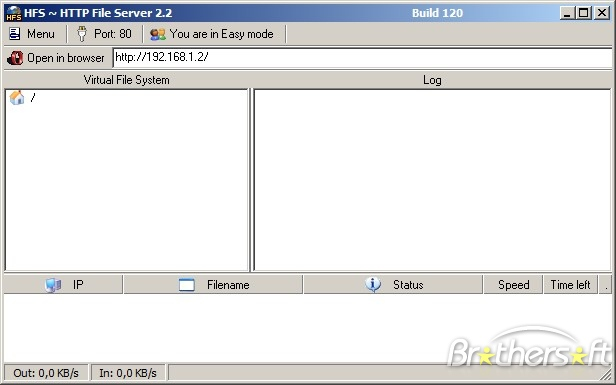 HFS ~ HTTP File Server 2.2 Build 120
Menu Port: 80 You are in Easy mode
Open in browser http://192.168.1.2/
Virtual File System Log
/
IP Filename Status Speed Time left .
Out: 0,0 KB/s In: 0,0 KB/s
Brothersoft